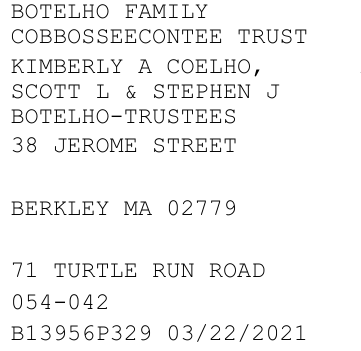 BOTELHO FAMILY
COBBOSSEECONTEE TRUST
KIMBERLY A COELHO,
SCOTT L & STEPHEN J
BOTELHO-TRUSTEES
38 JEROME STREET
BERKLEY MA 02779
71 TURTLE RUN ROAD
054-042
B13956P329 03/22/2021